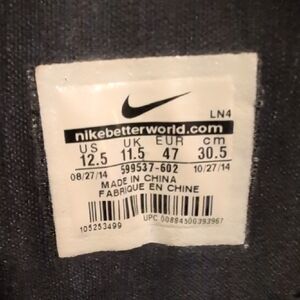 LN4
nikebetterworld.com
US UK EUR cm
12.5 11.5 47 30.5
08/27/14 599537-602 10/27/14
MADE IN CHINA
FABRIQUE EN CHINE
105253499
UPC 00884500393967